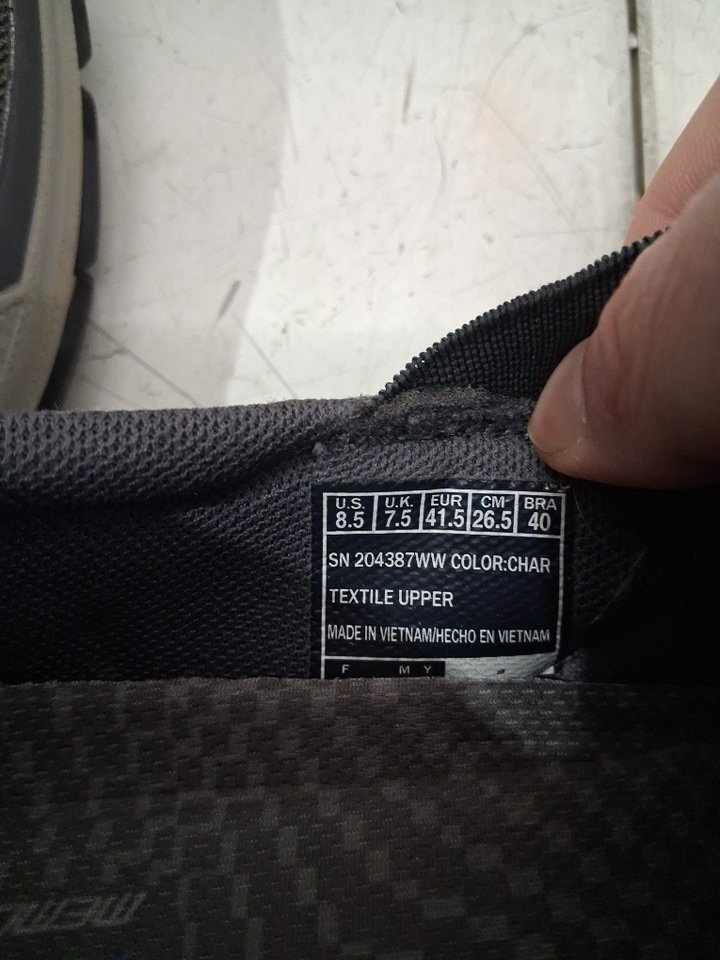 U.S. U.K. EUR CM BRA
8.5 7.5 41.5 26.5 40
SN 204387WW COLOR:CHAR
TEXTILE UPPER
MADE IN VIETNAM/HECHO EN VIETNAM
F M Y